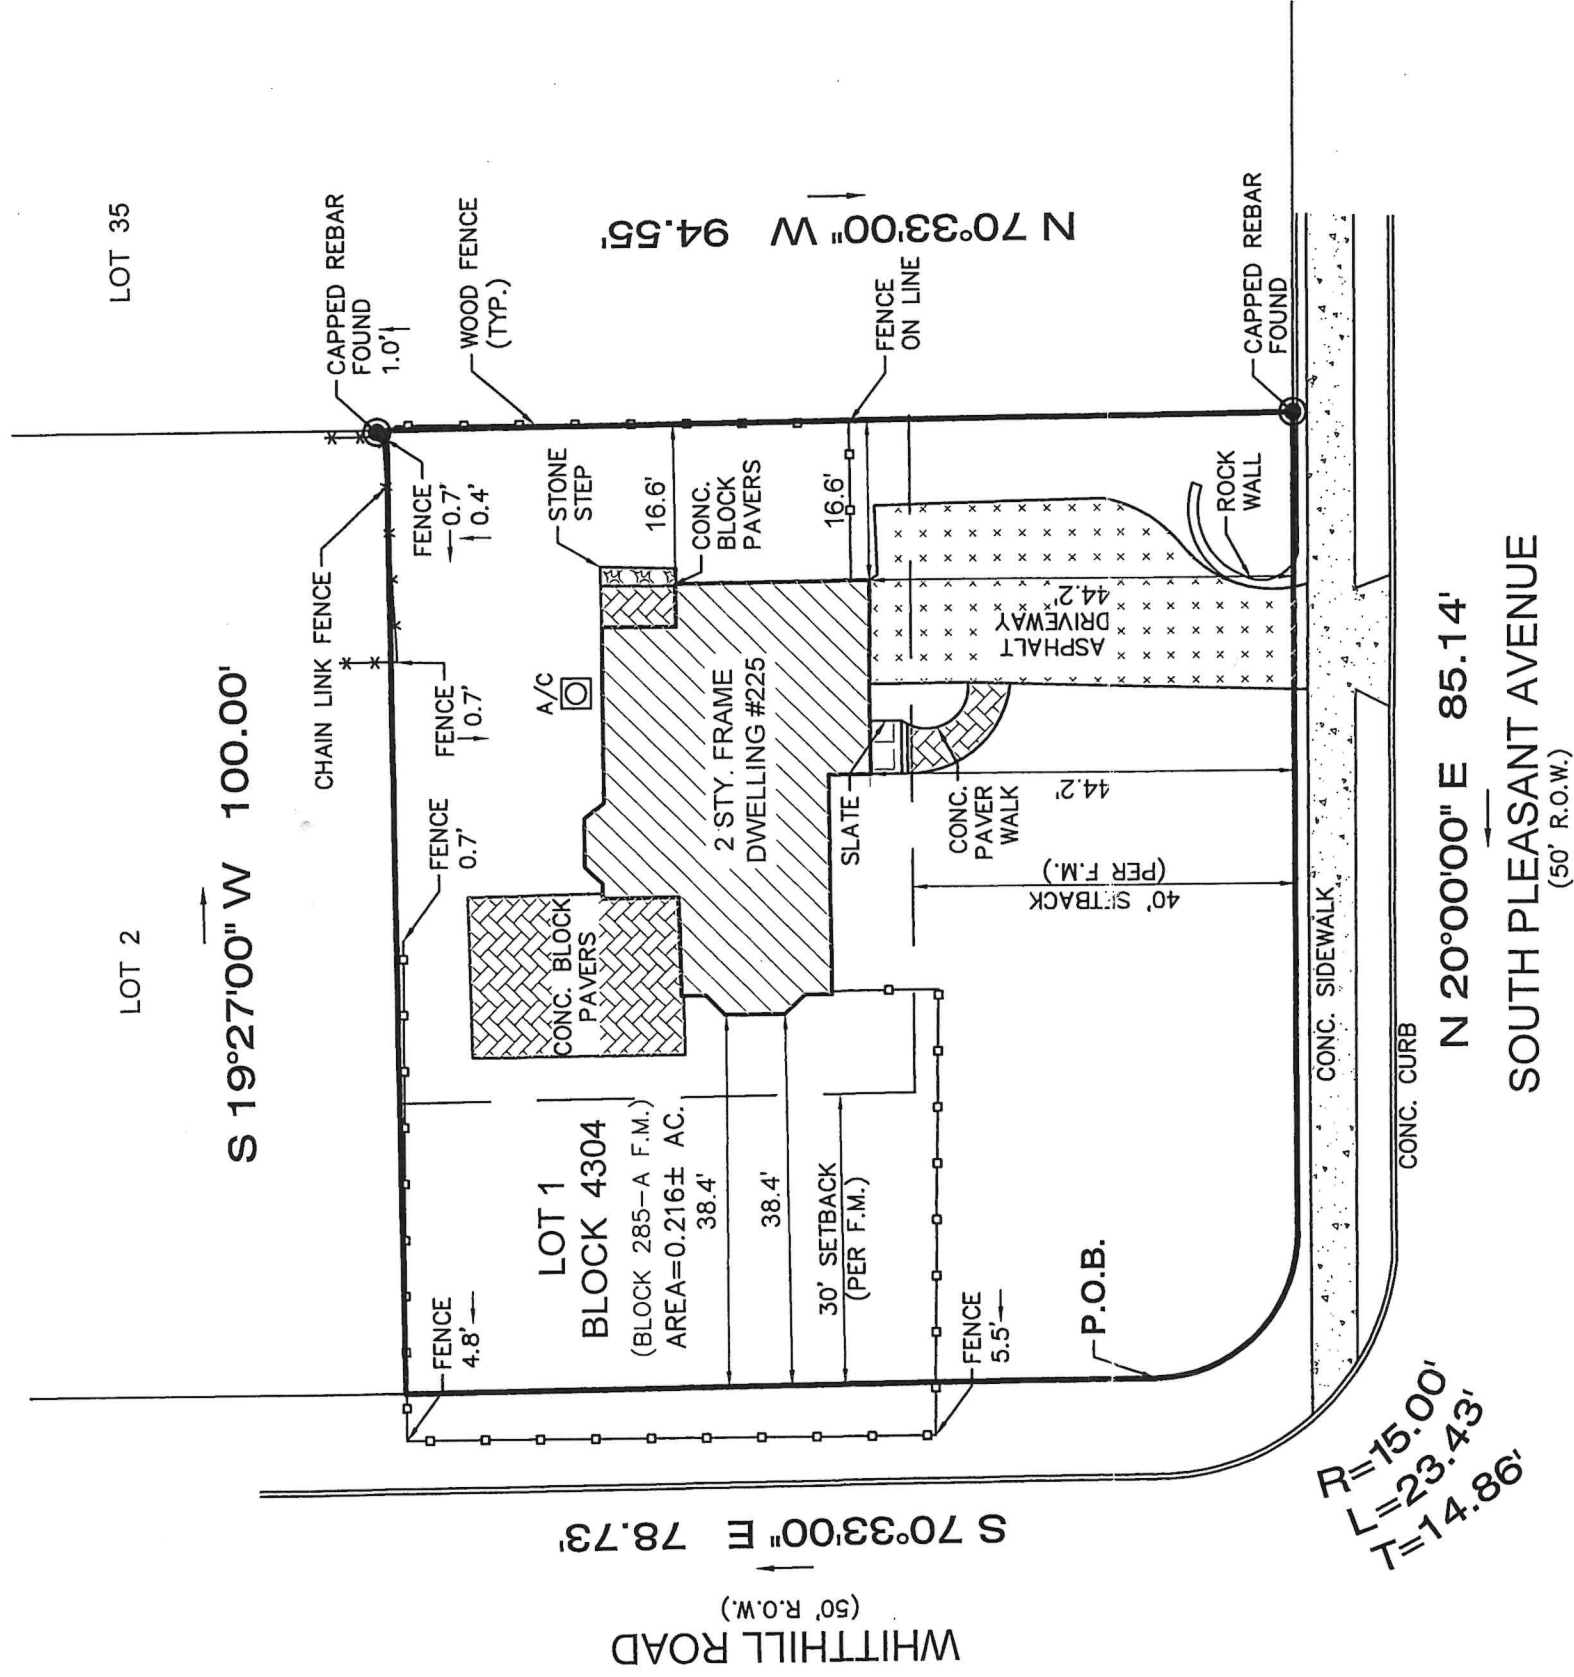 LOT 35
LOT 2
S 19°27'00" W 100.00'
CAPPED REBAR
FOUND
1.0'
WOOD FENCE
(TYP.)
N 70°33'00" W 94.55'
FENCE
ON LINE
CAPPED REBAR
FOUND
CHAIN LINK FENCE
FENCE
0.7'
0.4'
FENCE
0.7'
FENCE
0.7'
FENCE
4.8'
STONE
STEP
16.6'
CONC.
BLOCK
PAVERS
16.6'
ROCK
WALL
A/C
2 STY. FRAME
DWELLING #225
44.2'
ASPHALT
DRIVEWAY
SLATE
CONC.
PAVER
WALK
44.2'
40' SETBACK
(PER F.M.)
CONC. BLOCK
PAVERS
LOT 1
BLOCK 4304
(BLOCK 285-A F.M.)
AREA=0.216± AC.
38.4'
38.4'
30' SETBACK
(PER F.M.)
FENCE
5.5'
P.O.B.
CONC. SIDEWALK
CONC. CURB
N 20°00'00" E 85.14'
SOUTH PLEASANT AVENUE
(50' R.O.W.)
R=15.00'
L=23.43'
T=14.86'
S 70°33'00" E 78.73'
(50' R.O.W.)
WHITTHILL ROAD